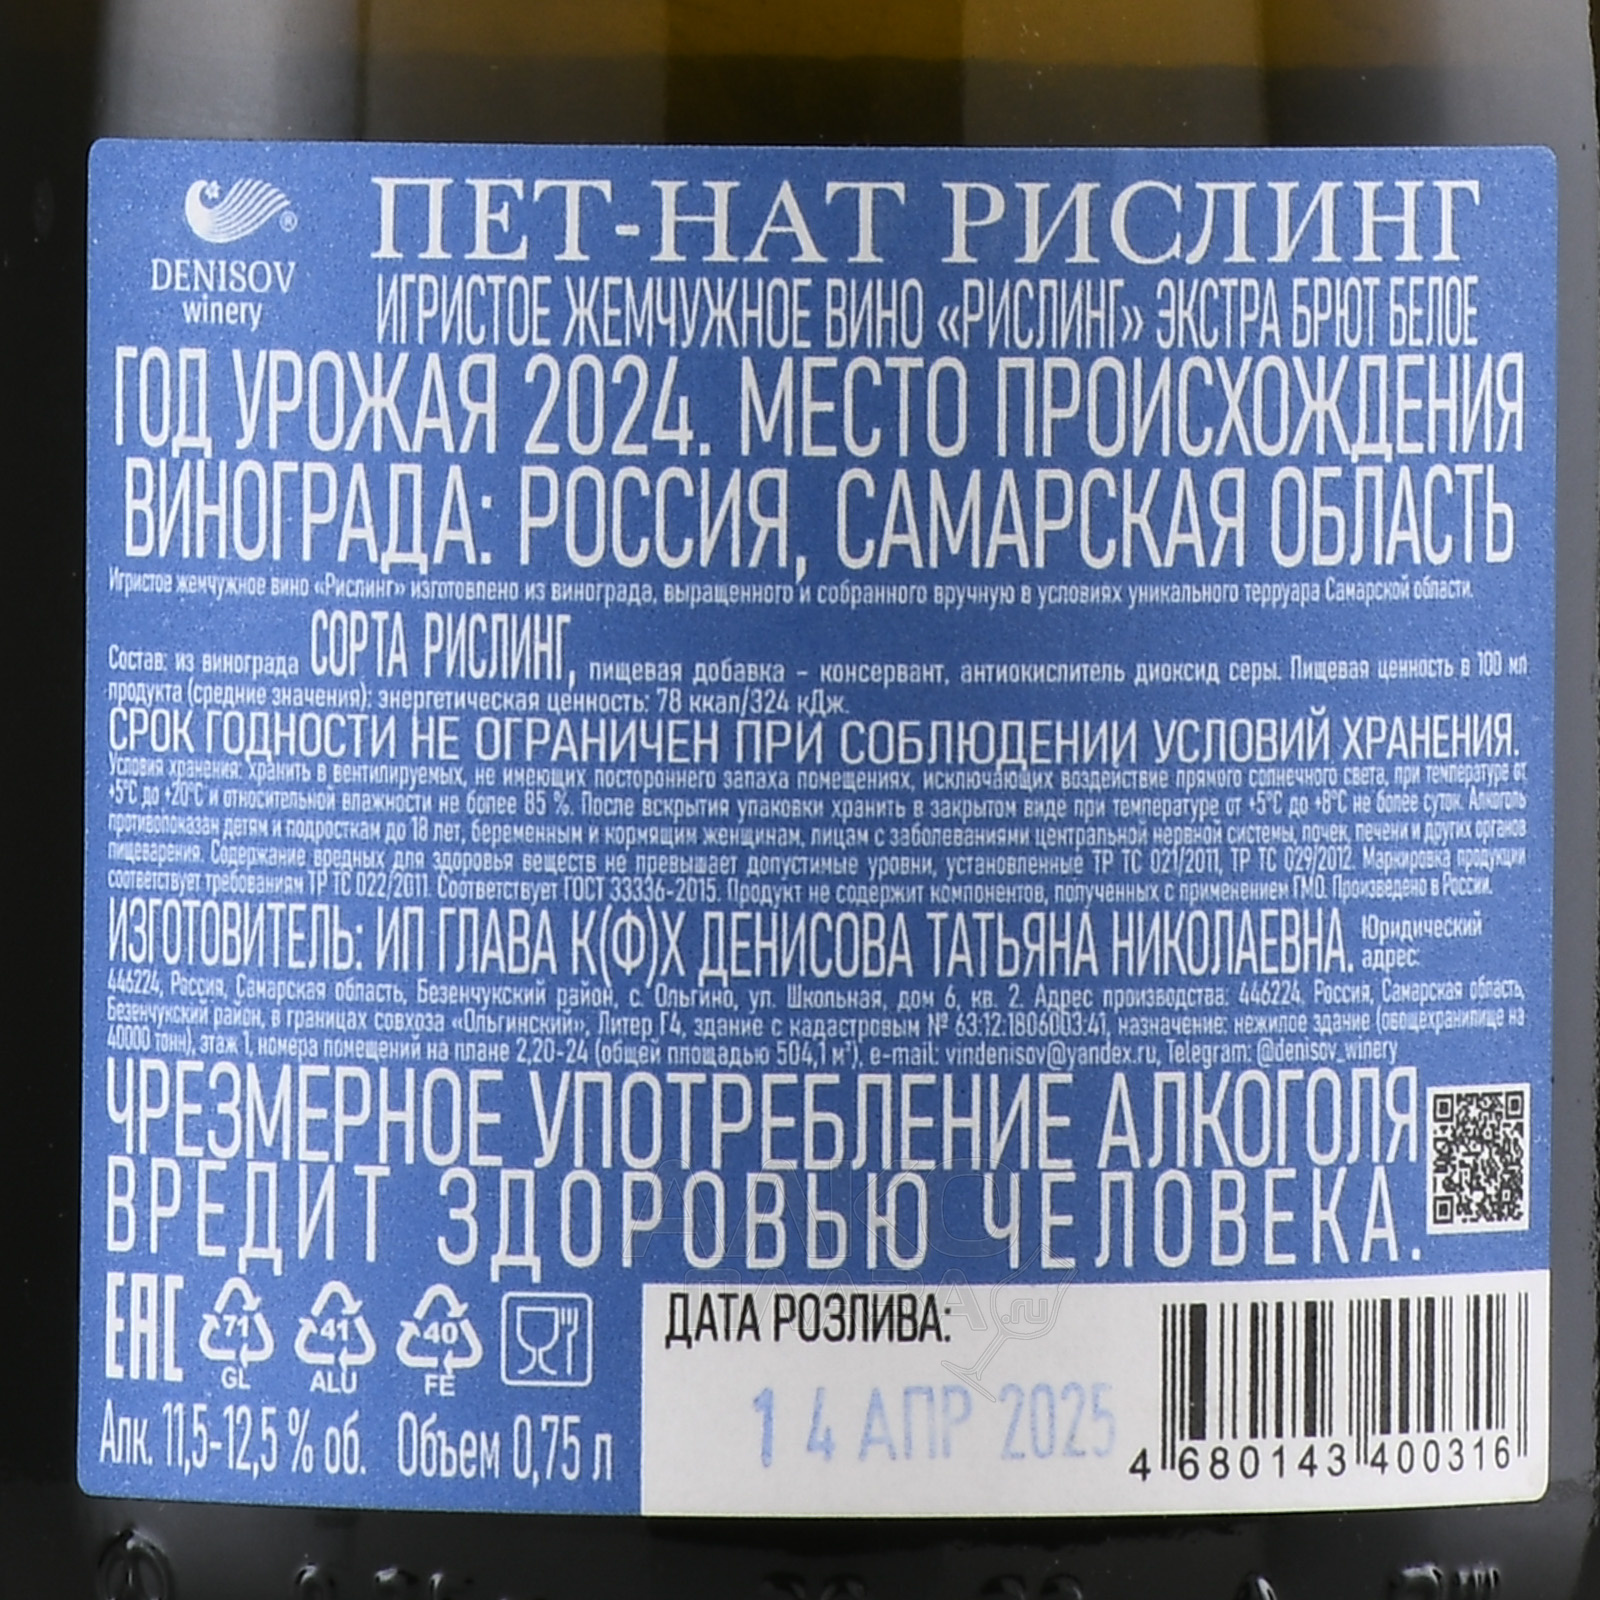 DENISOV
winery
ПЕТ-НАТ РИСЛИНГ
ИГРИСТОЕ ЖЕМЧУЖНОЕ ВИНО «РИСЛИНГ» ЭКСТРА БРЮТ БЕЛОЕ
ГОД УРОЖАЯ 2024. МЕСТО ПРОИСХОЖДЕНИЯ
ВИНОГРАДА: РОССИЯ, САМАРСКАЯ ОБЛАСТЬ
Игристое жемчужное вино «Рислинг» изготовлено из винограда, выращенного и собранного вручную в условиях уникального терруара Самарской области.
Состав: из винограда СОРТА РИСЛИНГ, пищевая добавка – консервант, антиокислитель диоксид серы. Пищевая ценность в 100 мл
продукта (средние значения): энергетическая ценность: 78 ккал/324 кДж.
СРОК ГОДНОСТИ НЕ ОГРАНИЧЕН ПРИ СОБЛЮДЕНИИ УСЛОВИЙ ХРАНЕНИЯ.
Условия хранения: хранить в вентилируемых, не имеющих постороннего запаха помещениях, исключающих воздействие прямого солнечного света, при температуре от
+5°С до +20°С и относительной влажности не более 85 %. После вскрытия упаковки хранить в закрытом виде при температуре от +5°С до +8°С не более суток. Алкоголь
противопоказан детям и подросткам до 18 лет, беременным и кормящим женщинам, лицам с заболеваниями центральной нервной системы, почек, печени и других органов
пищеварения. Содержание вредных для здоровья веществ не превышает допустимые уровни, установленные ТР ТС 021/2011, ТР ТС 029/2012. Маркировка продукции
соответствует требованиям ТР ТС 022/2011. Соответствует ГОСТ 33336-2015. Продукт не содержит компонентов, полученных с применением ГМО. Произведено в России.
ИЗГОТОВИТЕЛЬ: ИП ГЛАВА К(Ф)Х ДЕНИСОВА ТАТЬЯНА НИКОЛАЕВНА. Юридический
адрес:
446224, Россия, Самарская область, Безенчукский район, с. Ольгино, ул. Школьная, дом 6, кв. 2. Адрес производства: 446224, Россия, Самарская область,
Безенчукский район, в границах совхоза «Ольгинский», Литер Г4, здание с кадастровым № 63:12:1806003:41, назначение: нежилое здание (овощехранилище на
40000 тонн), этаж 1, номера помещений на плане 2,20-24 (общей площадью 504,1 м²), e-mail: vindenisov@yandex.ru, Telegram: @denisov_winery
ЧРЕЗМЕРНОЕ УПОТРЕБЛЕНИЕ АЛКОГОЛЯ
ВРЕДИТ ЗДОРОВЬЮ ЧЕЛОВЕКА.
ЕАС
71
GL
41
ALU
40
FE
Алк. 11,5-12,5 % об. Объем 0,75 л
ДАТА РОЗЛИВА:
14 АПР 2025
4 680143 400316
АЛКО
ПЛАЗА
.ru